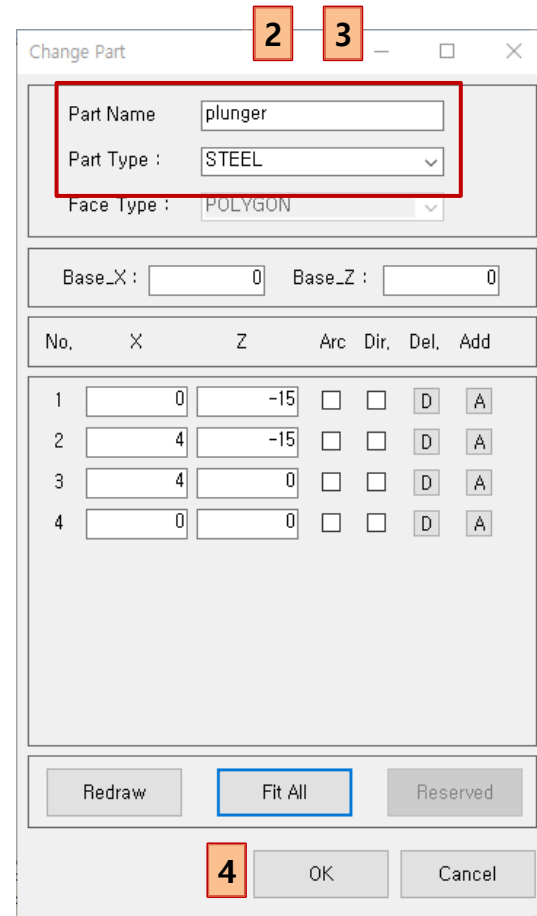 2 3
Change Part
Part Name plunger
Part Type : STEEL
Face Type : POLYGON
Base_X : 0 Base_Z : 0
No, X Z Arc Dir, Del, Add
1 0 -15 D A
2 4 -15 D A
3 4 0 D A
4 0 0 D A
Redraw Fit All Reserved
4 OK Cancel